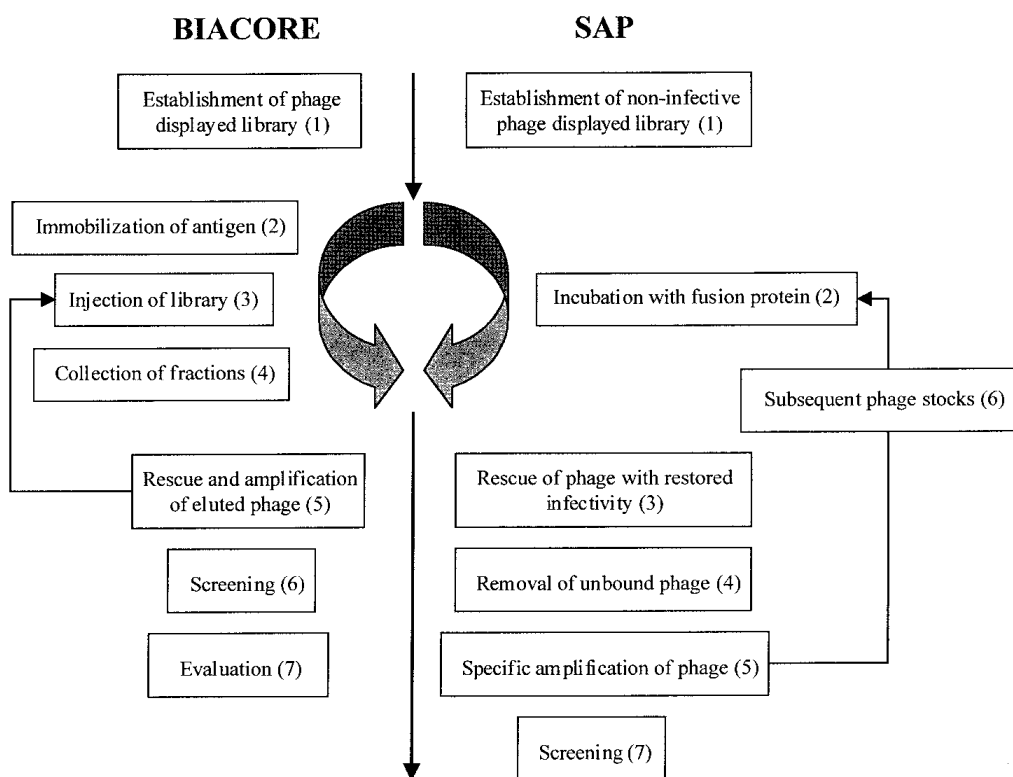 BIACORE
SAP
Establishment of phage
displayed library (1)
Establishment of non-infective
phage displayed library (1)
Immobilization of antigen (2)
Injection of library (3)
Incubation with fusion protein (2)
Collection of fractions (4)
Subsequent phage stocks (6)
Rescue and amplification
of eluted phage (5)
Rescue of phage with restored
infectivity (3)
Screening (6)
Removal of unbound phage (4)
Evaluation (7)
Specific amplification of phage (5)
Screening (7)